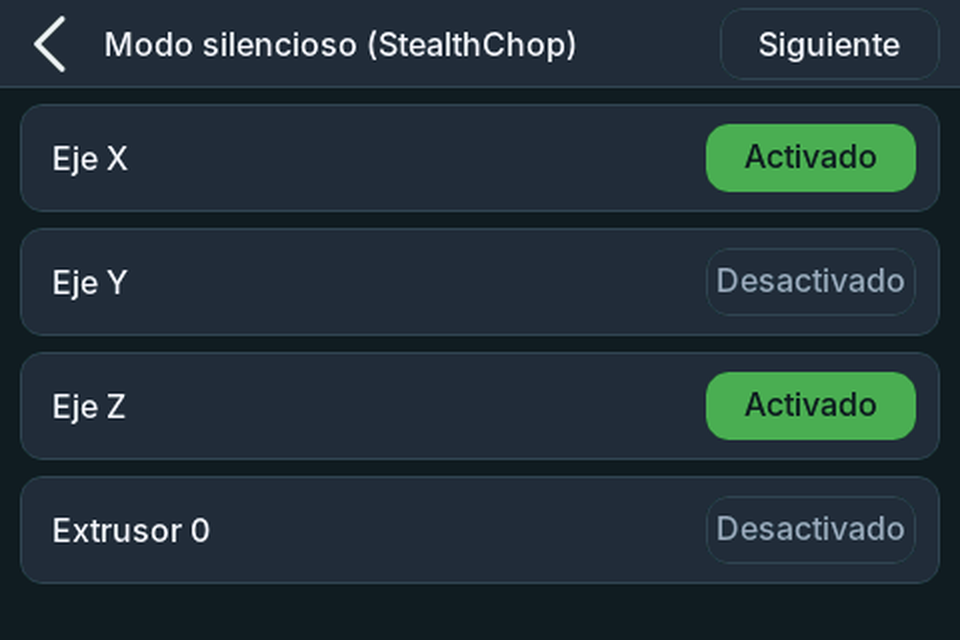 Modo silencioso (StealthChop)
Siguiente
Eje X
Activado
Eje Y
Desactivado
Eje Z
Activado
Extrusor 0
Desactivado